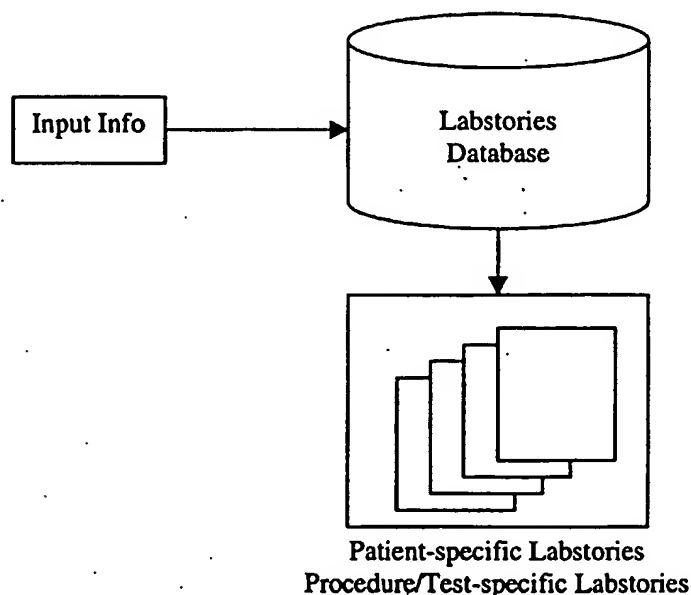 Input Info
Labstories
Database
Patient-specific Labstories
Procedure/Test-specific Labstories